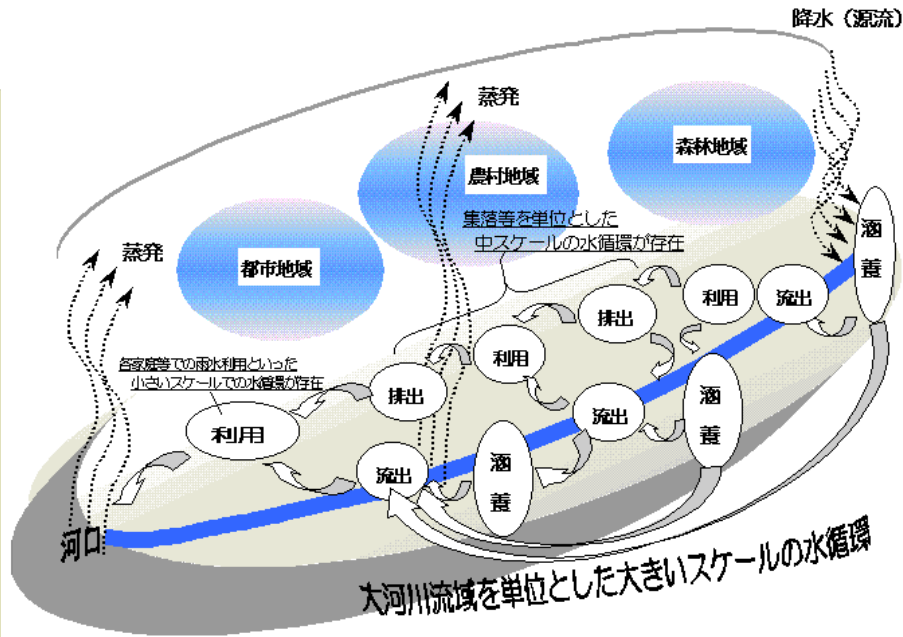 降水（源流）
蒸発
森林地域
農村地域
集落等を単位とした
中スケールの水循環が存在
涵養
蒸発
都市地域
利用
流出
排出
利用
各家庭等での雨水利用といった
小さいスケールでの水循環が存在
排出
流出
涵養
利用
流出
涵養
河口
大河川流域を単位とした大きいスケールの水循環